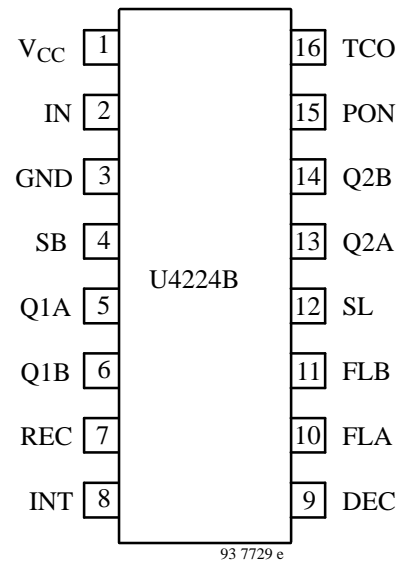 VCC 1 16 TCO
IN 2 15 PON
GND 3 14 Q2B
SB 4 13 Q2A
U4224B
Q1A 5 12 SL
Q1B 6 11 FLB
REC 7 10 FLA
INT 8 9 DEC
93 7729 e